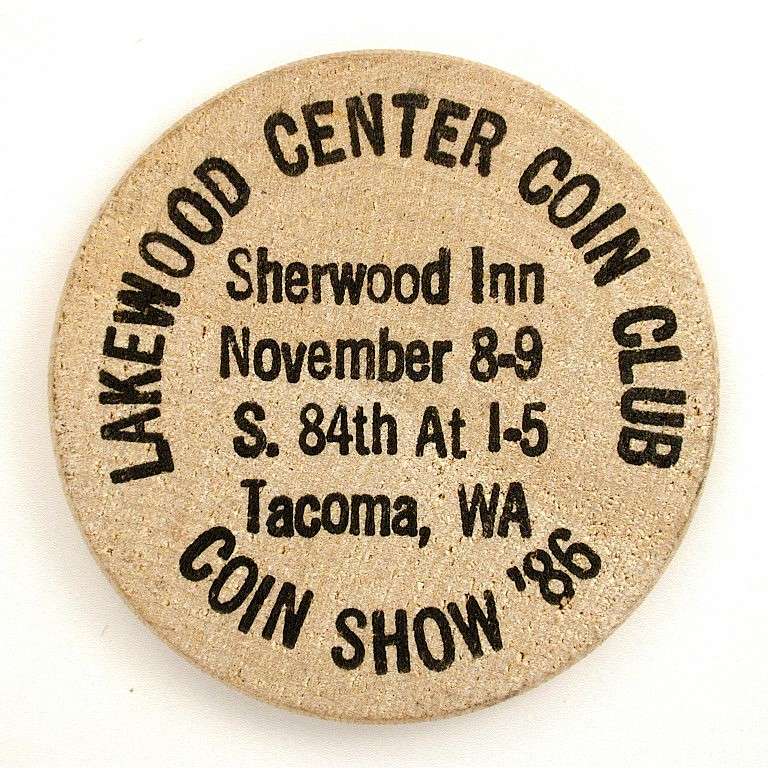 LAKEWOOD CENTER COIN CLUB
Sherwood Inn
November 8-9
S. 84th At I-5
Tacoma, WA
COIN SHOW '86